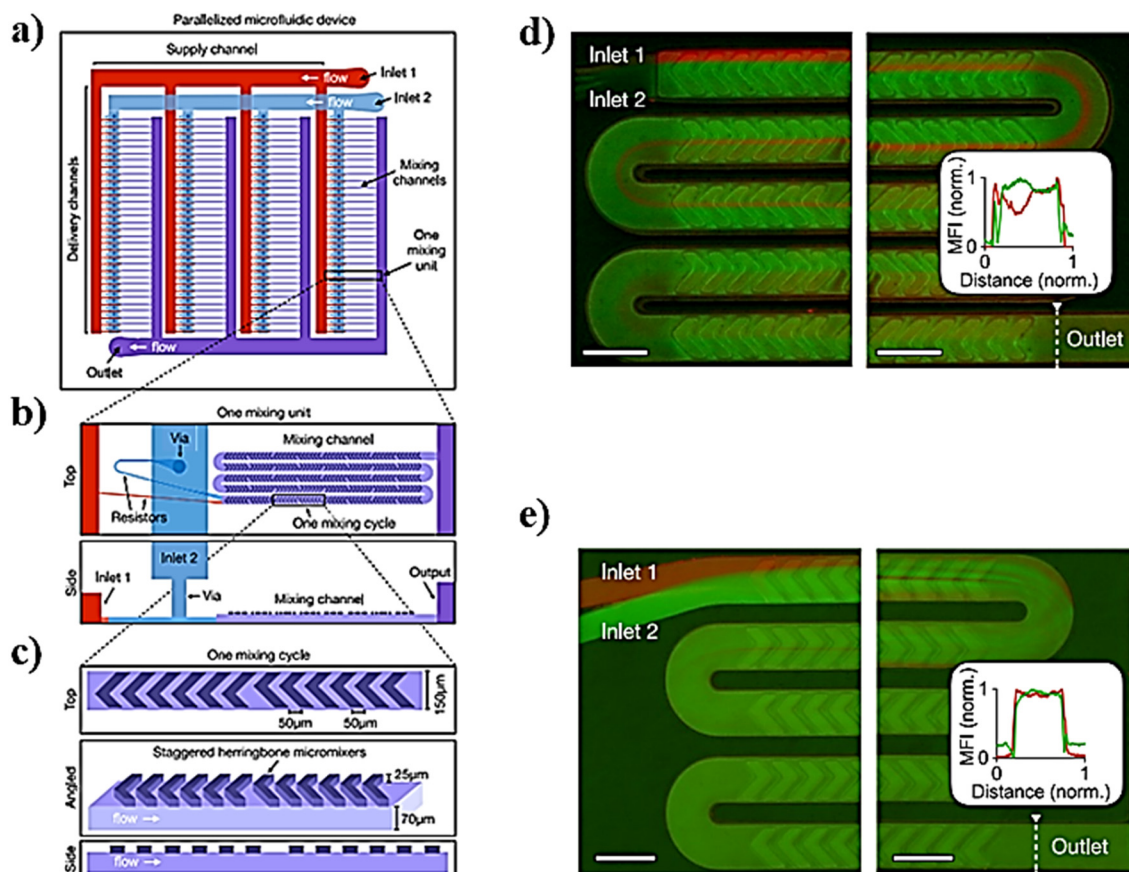 a)
Parallelized microfluidic device
Supply channel
flow
Inlet 1
flow
Inlet 2
Delivery channels
Mixing channels
One mixing unit
flow
Outlet
b)
One mixing unit
Top
Via
Mixing channel
Resistors
One mixing cycle
Side
Inlet 2
Output
Inlet 1
Via
Mixing channel
c)
One mixing cycle
Top
150µm
50µm
50µm
Staggered herringbone micromixers
Angled
25µm
flow
70µm
Side
flow
d)
Inlet 1
Inlet 2
MFI (norm.)
1
0
0
1
Distance (norm.)
Outlet
e)
Inlet 1
Inlet 2
MFI (norm.)
1
0
0
1
Distance (norm.)
Outlet